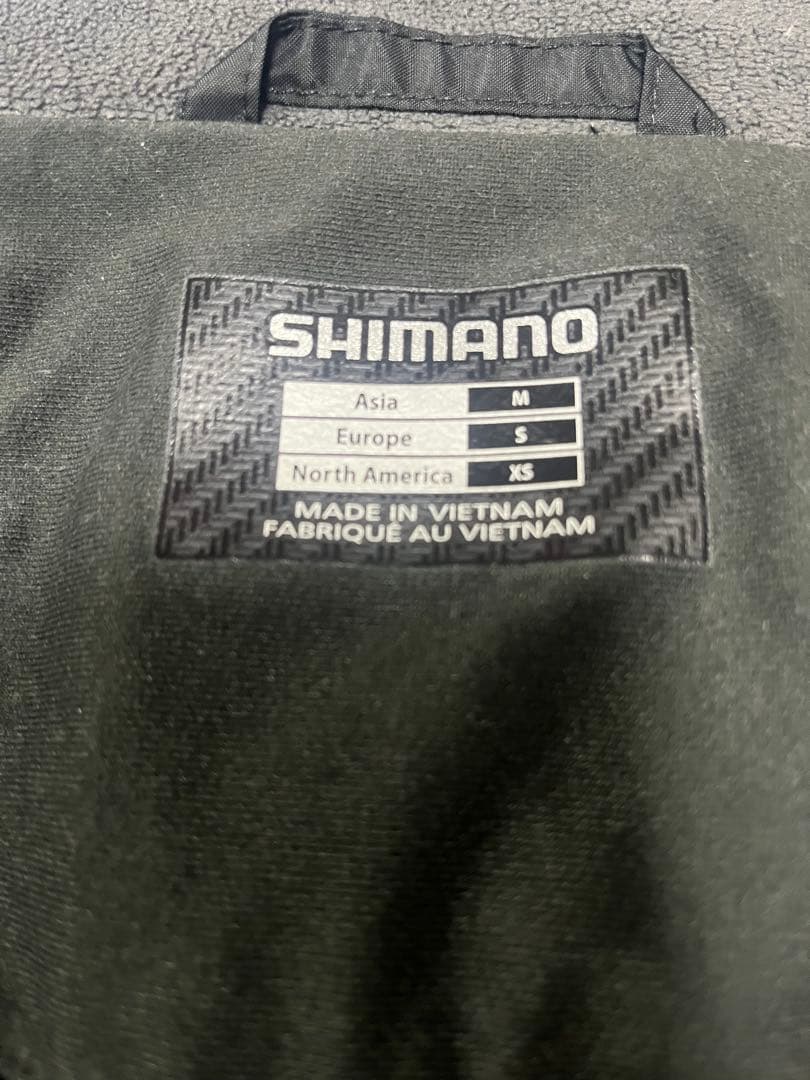 SHIMANO
Asia M
Europe S
North America XS
MADE IN VIETNAM
FABRIQUÉ AU VIETNAM